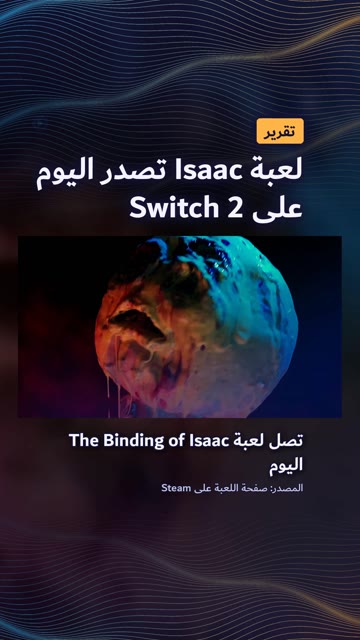 تقرير
لعبة Isaac تصدر اليوم
على Switch 2
تصل لعبة The Binding of Isaac
اليوم
المصدر: صفحة اللعبة على Steam